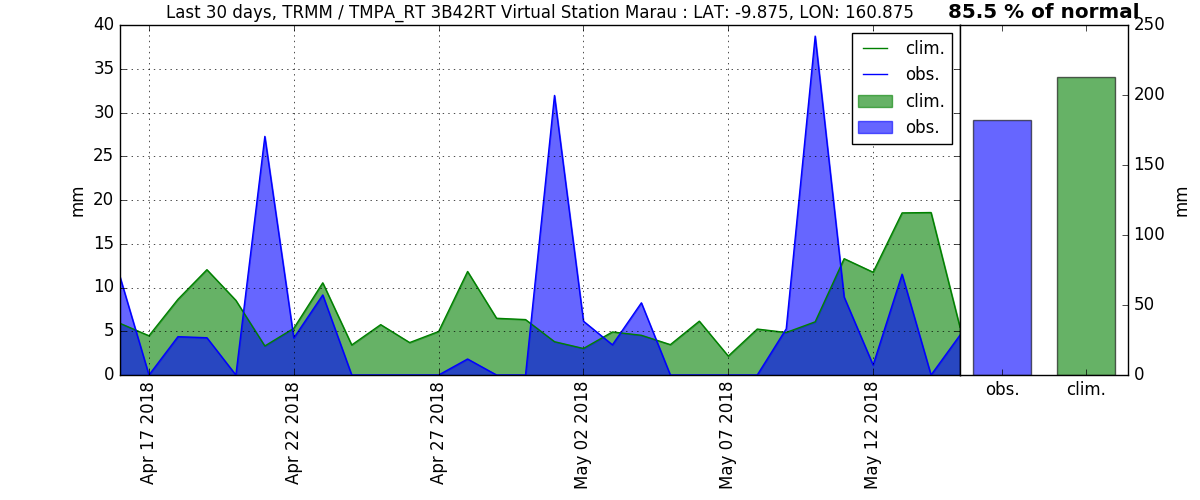 Last 30 days, TRMM / TMPA_RT 3B42RT Virtual Station Marau : LAT: -9.875, LON: 160.875
85.5 % of normal
40
35
30
25
20
15
10
5
0
mm
clim.
obs.
clim.
obs.
Apr 17 2018
Apr 22 2018
Apr 27 2018
May 02 2018
May 07 2018
May 12 2018
250
200
150
100
50
0
mm
obs.
clim.